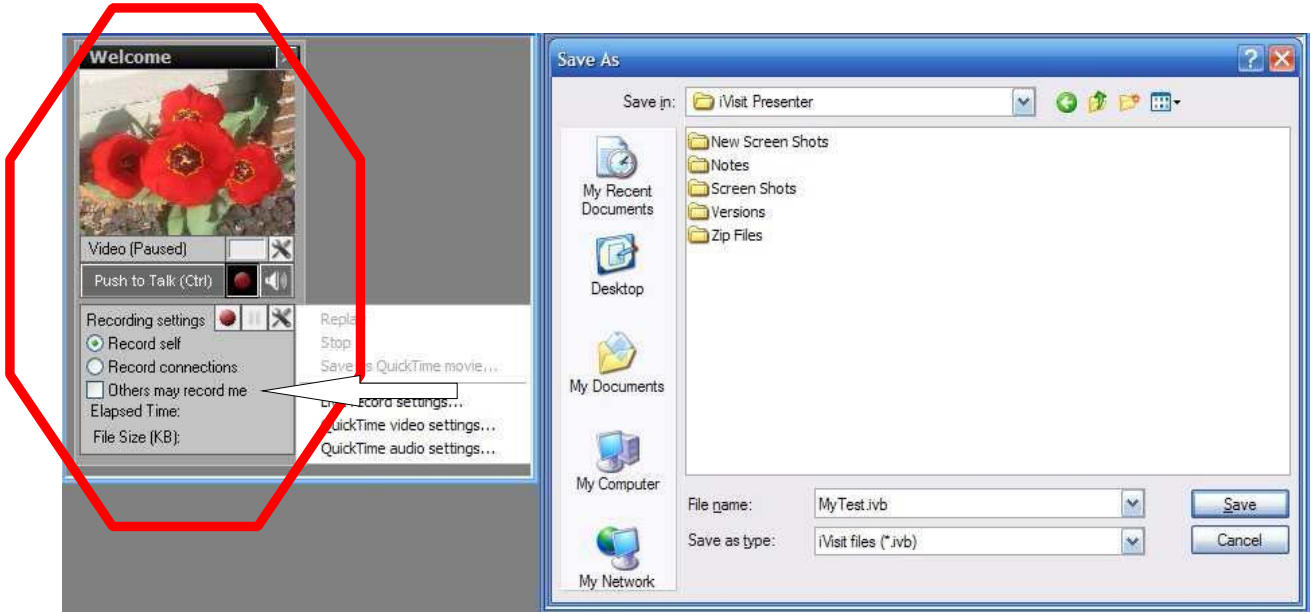 Welcome
Video (Paused)
Push to Talk (Ctrl)
Recording settings
Record self
Record connections
Others may record me
Elapsed Time:
File Size (KB):
Stop
QuickTime movie...
settings...
QuickTime video settings...
QuickTime audio settings...
Save As
Save in:
iVisit Presenter
New Screen Shots
Notes
Screen Shots
Versions
Zip Files
My Recent
Documents
Desktop
My Documents
My Computer
My Network
File name:
MyTest.ivb
Save
Save as type:
iVisit files (*.ivb)
Cancel